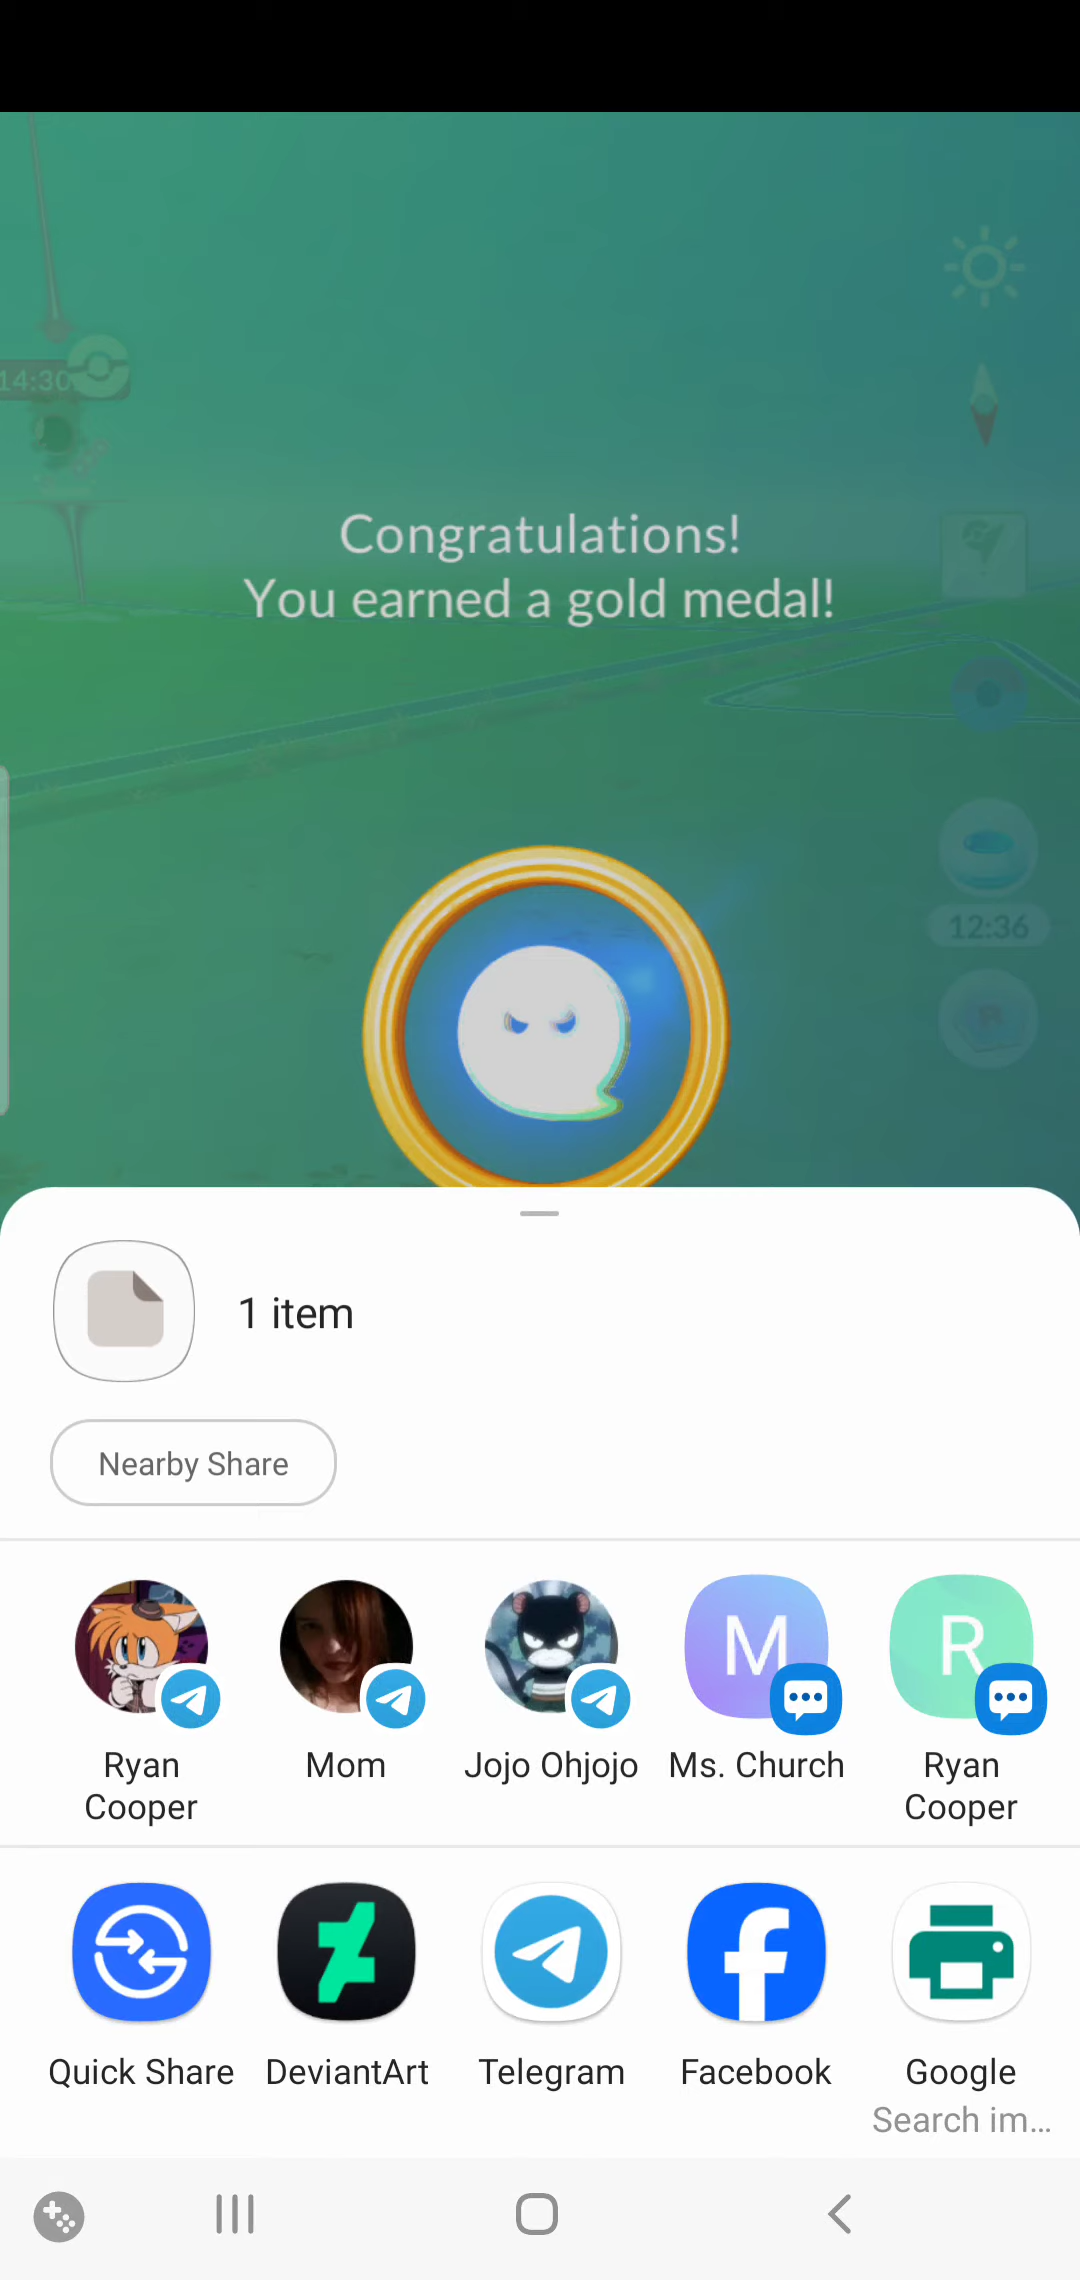 14:30
Congratulations!
You earned a gold medal!
12:36
1 item
Nearby Share
Ryan Cooper
Mom
Jojo Ohjojo
Ms. Church
Ryan Cooper
M
R
Quick Share
DeviantArt
Telegram
Facebook
Google
Search im...